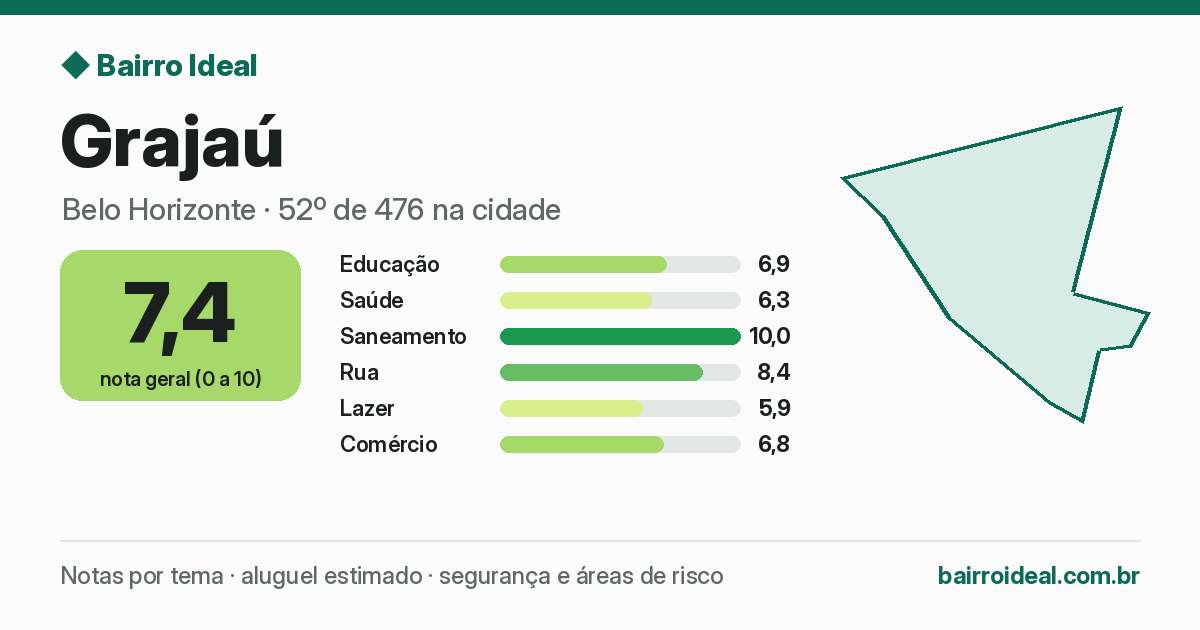 Bairro Ideal
Grajaú
Belo Horizonte · 52º de 476 na cidade
7,4
nota geral (0 a 10)
Educação 6,9
Saúde 6,3
Saneamento 10,0
Rua 8,4
Lazer 5,9
Comércio 6,8
Notas por tema · aluguel estimado · segurança e áreas de risco
bairroideal.com.br